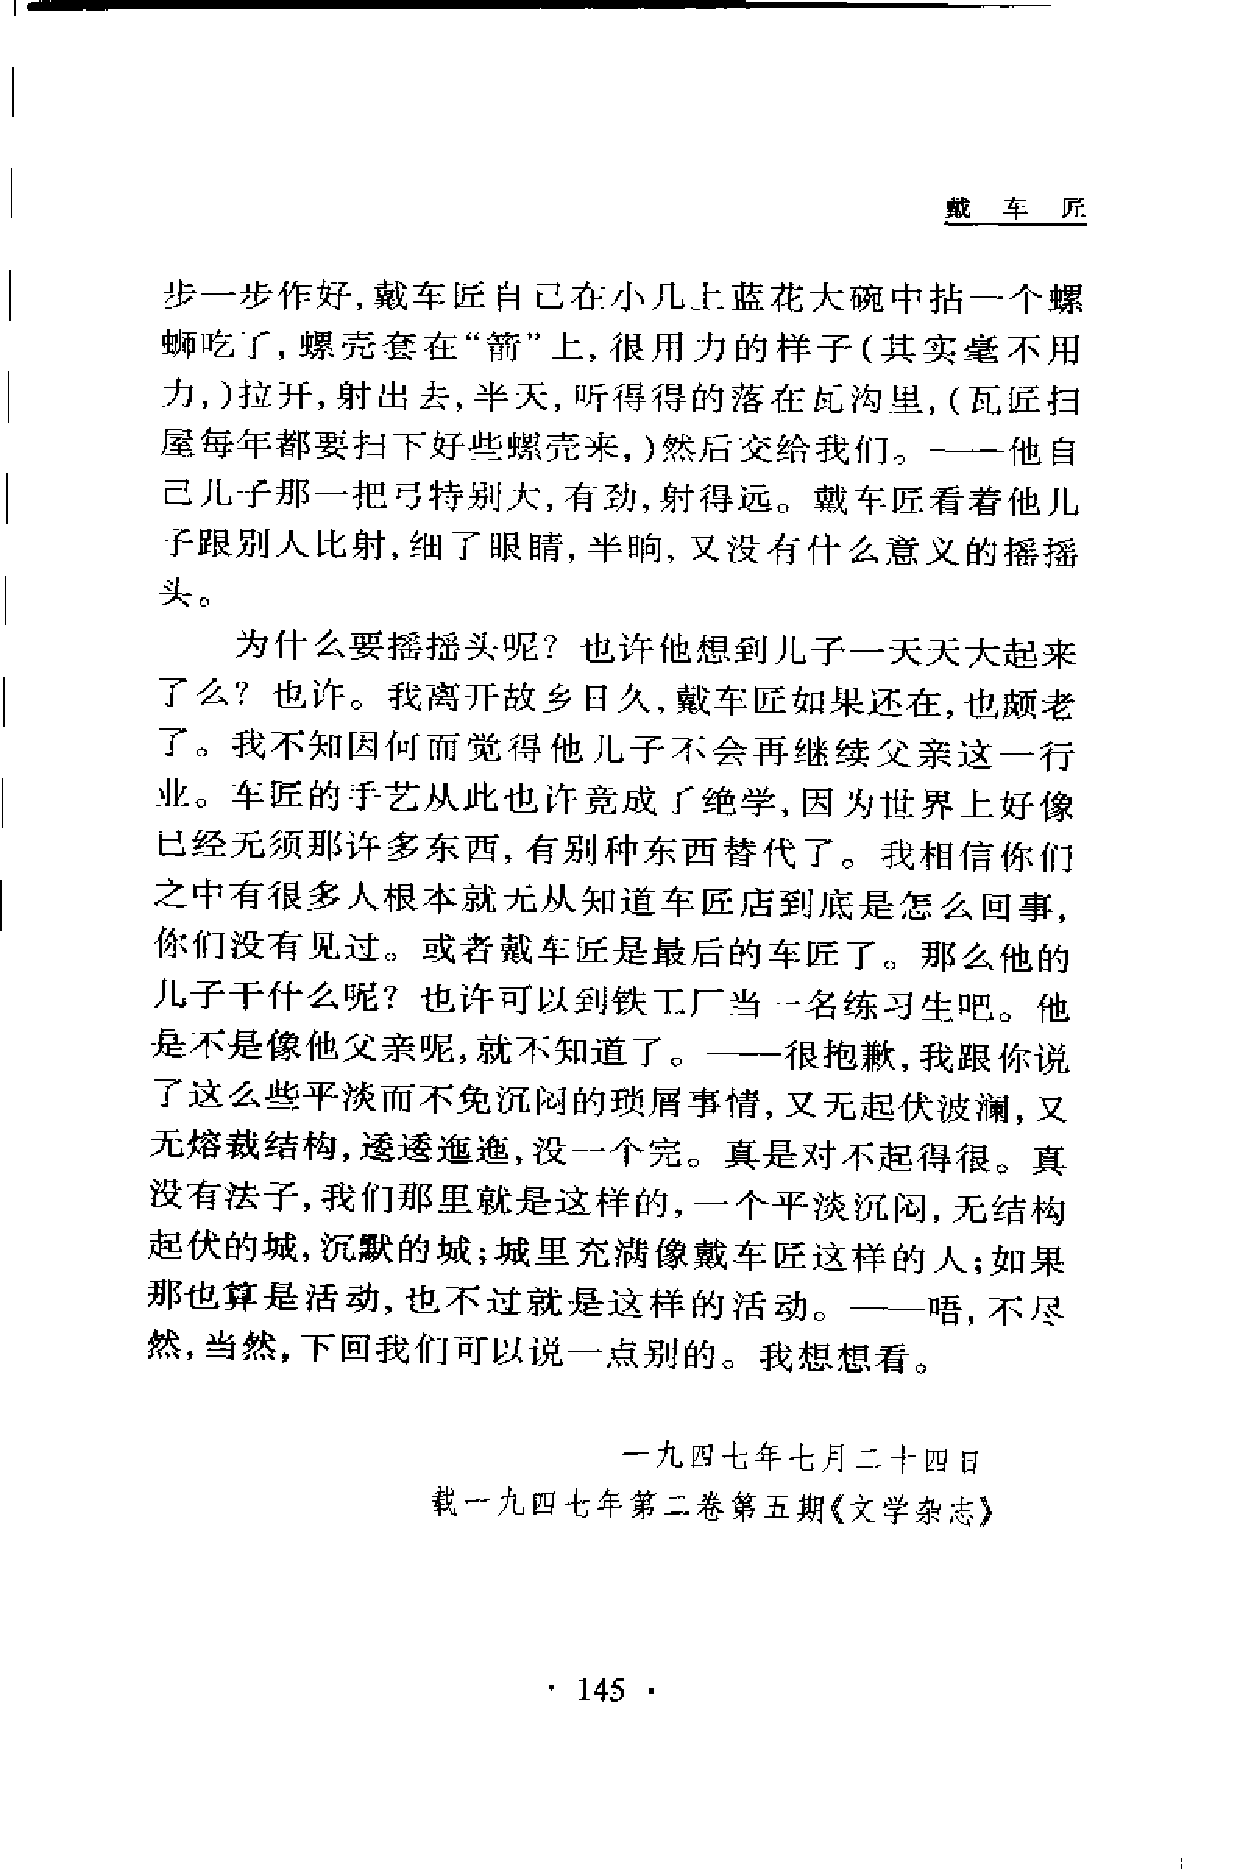 戴车匠
步一步作好,戴车匠自己在小几上蓝花大碗中拈一个螺
蛳吃了,螺壳套在“箭”上,很用力的样子(其实毫不用
力,)拉开,射出去,半天,听得得的落在瓦沟里,(瓦匠扫
屋每年都要扫下好些螺壳来,)然后交给我们。——他自
己儿子那一把弓特别大,有劲,射得远。戴车匠看着他儿
子跟别人比射,细了眼睛,半晌,又没有什么意义的摇摇
头。
为什么要摇摇头呢?也许他想到儿子一天天大起来
了么?也许。我离开故乡日久,戴车匠如果还在,也颇老
了。我不知因何而觉得他儿子不会再继续父亲这一行
业。车匠的手艺从此也许竟成了绝学,因为世界上好像
已经无须那许多东西,有别种东西替代了。我相信你们
之中有很多人根本就无从知道车匠店到底是怎么回事,
你们没有见过。或者戴车匠是最后的车匠了。那么他的
儿子干什么呢?也许可以到铁工厂当一名练习生吧。他
是不是像他父亲呢,就不知道了。——很抱歉,我跟你说
了这么些平淡而不免沉闷的琐屑事情,又无起伏波澜,又
无熔裁结构,逶逶迤迤,没一个完。真是对不起得很。真
没有法子,我们那里就是这样的,一个平淡沉闷,无结构
起伏的城,沉默的城;城里充满像戴车匠这样的人;如果
那也算是活动,也不过就是这样的活动。——唔,不尽
然,当然,下回我们可以说一点别的。我想想看。
一九四七年七月二十四日
载一九四七年第二卷第五期《文学杂志》
· 145 ·